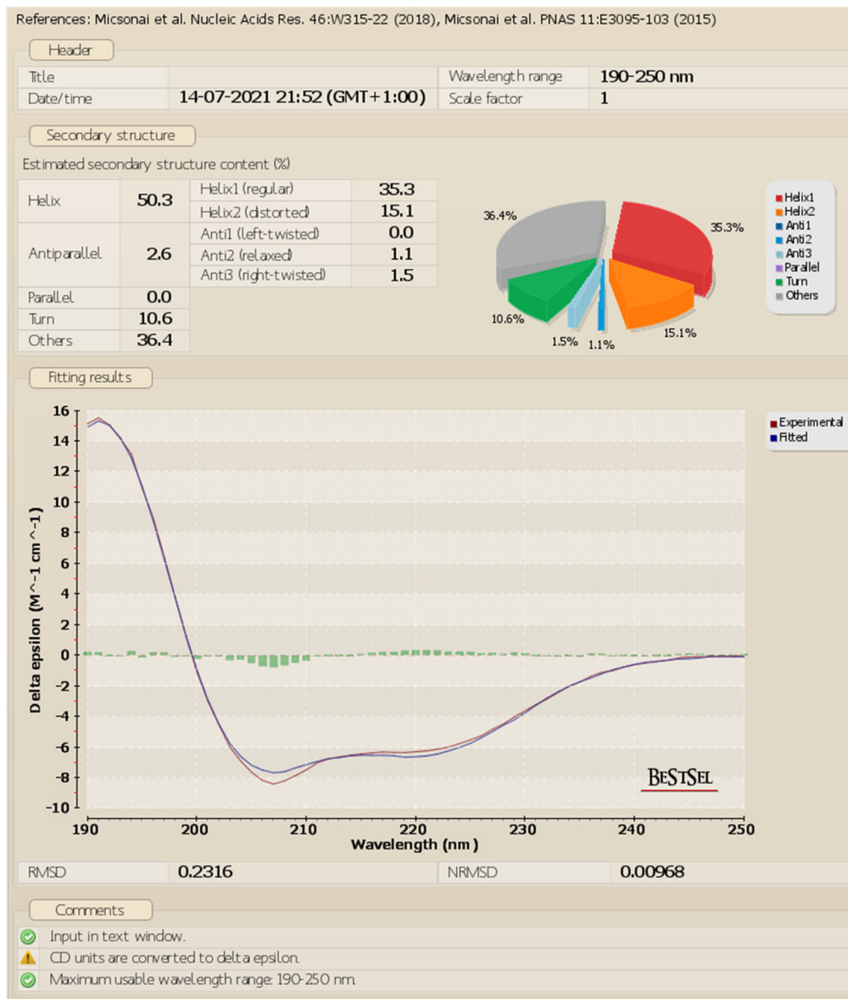 References: Micsonai et al. Nucleic Acids Res. 46:W315-22 (2018), Micsonai et al. PNAS 11:E3095-103 (2015)
Header
Title Wavelength range 190-250 nm
Date/time 14-07-2021 21:52 (GMT+1:00) Scale factor 1
Secondary structure
Estimated secondary structure content (%)
Helix 50.3 Helix1 (regular) 35.3
Helix2 (distorted) 15.1
Antiparallel 2.6 Anti1 (left-twisted) 0.0
Anti2 (relaxed) 1.1
Anti3 (right-twisted) 1.5
Parallel 0.0
Turn 10.6
Others 36.4
36.4%
35.3%
10.6%
1.5%
1.1%
15.1%
Helix1
Helix2
Anti1
Anti2
Anti3
Parallel
Turn
Others
Fitting results
16
14
12
10
8
6
4
2
0
-2
-4
-6
-8
-10
Delta epsilon (M^-1 cm^-1)
190 200 210 220 230 240 250
Wavelength (nm)
Experimental
Fitted
BESTSEL
RMSD 0.2316 NRMSD 0.00968
Comments
Input in text window.
CD units are converted to delta epsilon.
Maximum usable wavelength range: 190-250 nm.